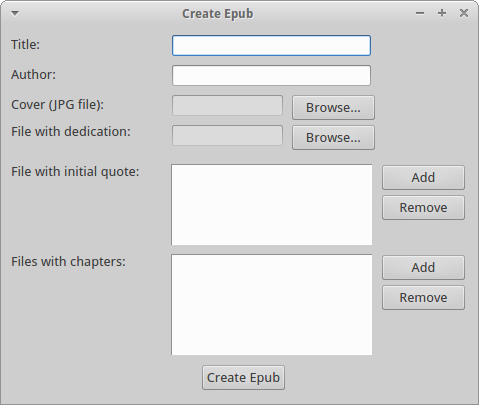 Create Epub
Title:
Author:
Cover (JPG file):
Browse...
File with dedication:
Browse...
File with initial quote:
Add
Remove
Files with chapters:
Add
Remove
Create Epub